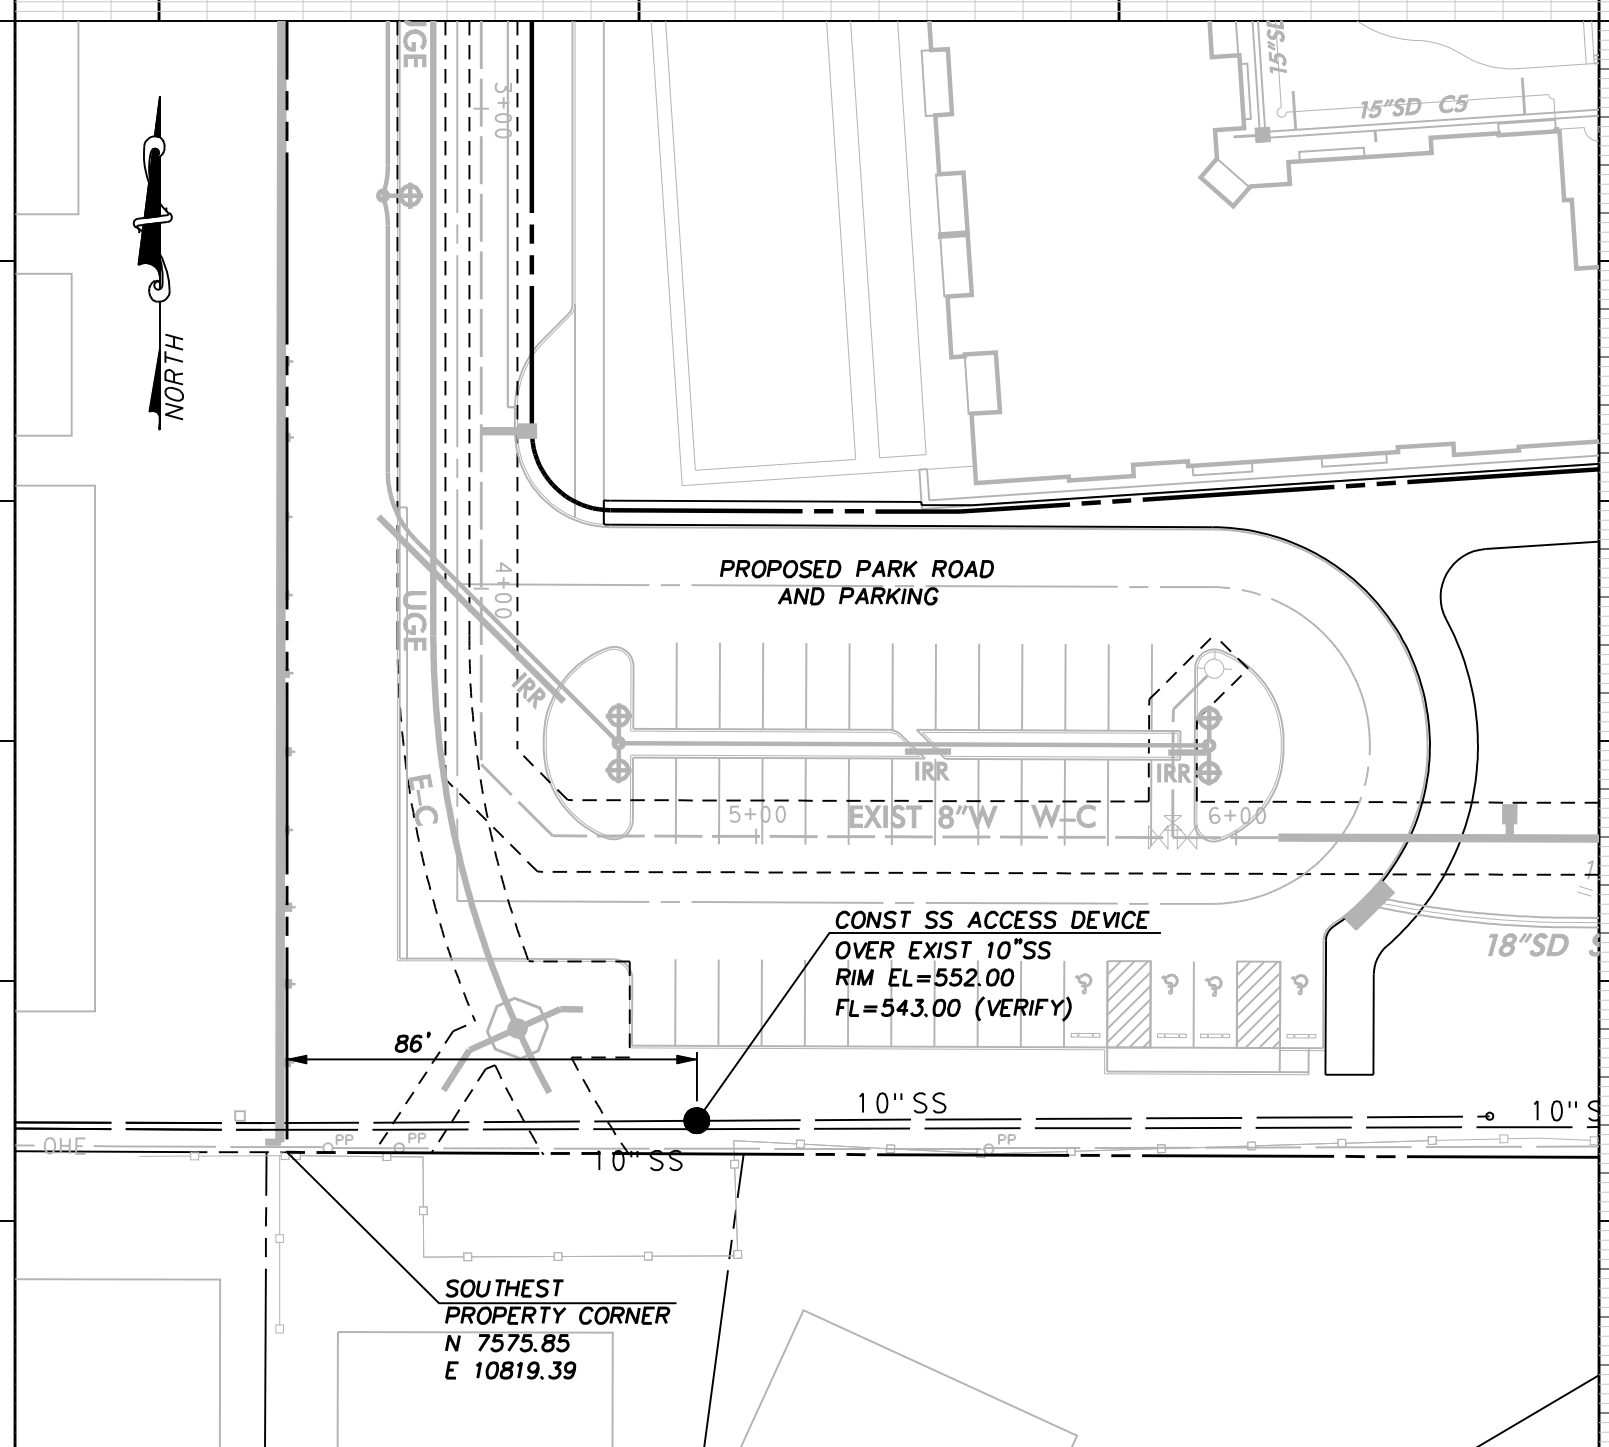 UGE
3+00
15"SD
15"SD C5
NORTH
PROPOSED PARK ROAD
AND PARKING
4+00
UGE
IRR
E-C
IRR
IRR
5+00
EXIST 8"W W-C
6+00
CONST SS ACCESS DEVICE
OVER EXIST 10"SS
RIM EL=552.00
FL=543.00 (VERIFY)
18"SD S
86'
10" SS
10" S
OHE
PP
PP
PP
10" SS
SOUTHEST
PROPERTY CORNER
N 7575.85
E 10819.39